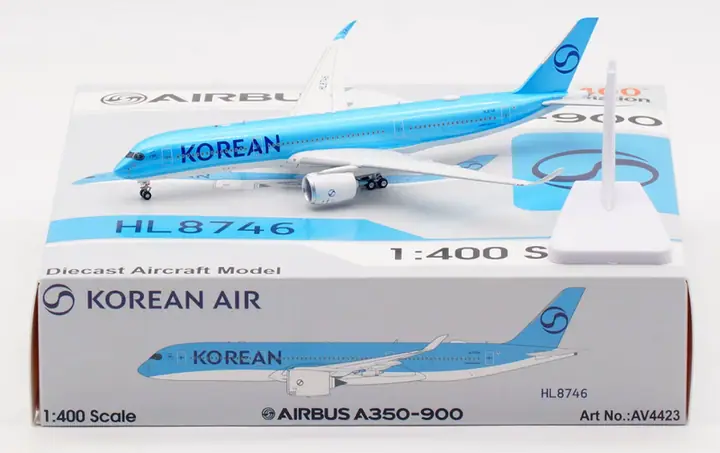 AIRBUS
-900
KOREAN
HL8746
1:400 S
Diecast Aircraft Model
KOREAN AIR
KOREAN
HL8746
1:400 Scale
AIRBUS A350-900
Art No.:AV4423